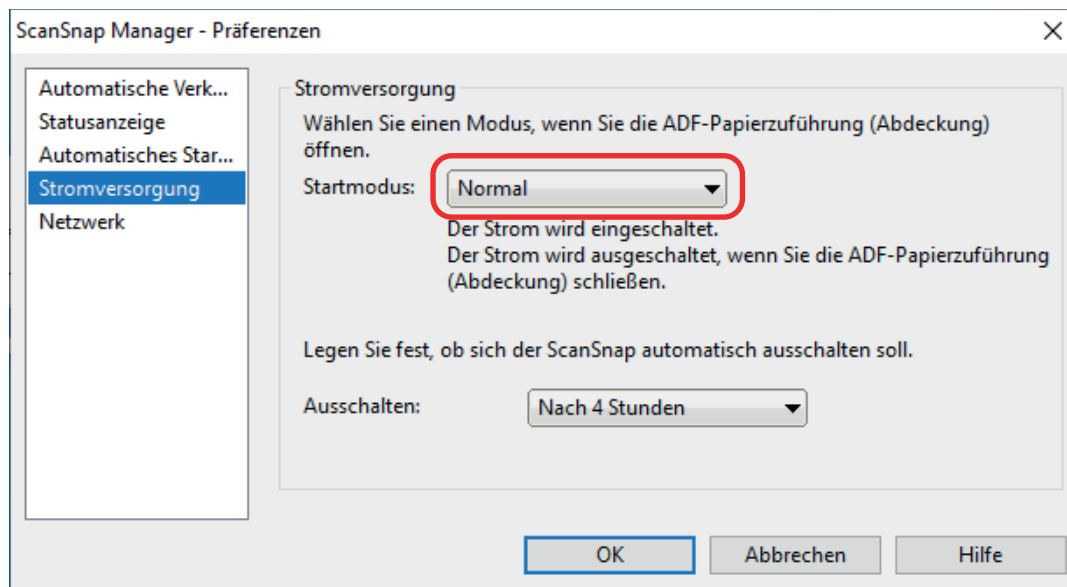 ScanSnap Manager - Präferenzen
Automatische Verk...
Statusanzeige
Automatisches Star...
Stromversorgung
Netzwerk
Stromversorgung
Wählen Sie einen Modus, wenn Sie die ADF-Papierzuführung (Abdeckung)
öffnen.
Startmodus: Normal
Der Strom wird eingeschaltet.
Der Strom wird ausgeschaltet, wenn Sie die ADF-Papierzuführung
(Abdeckung) schließen.
Legen Sie fest, ob sich der ScanSnap automatisch ausschalten soll.
Ausschalten: Nach 4 Stunden
OK Abbrechen Hilfe